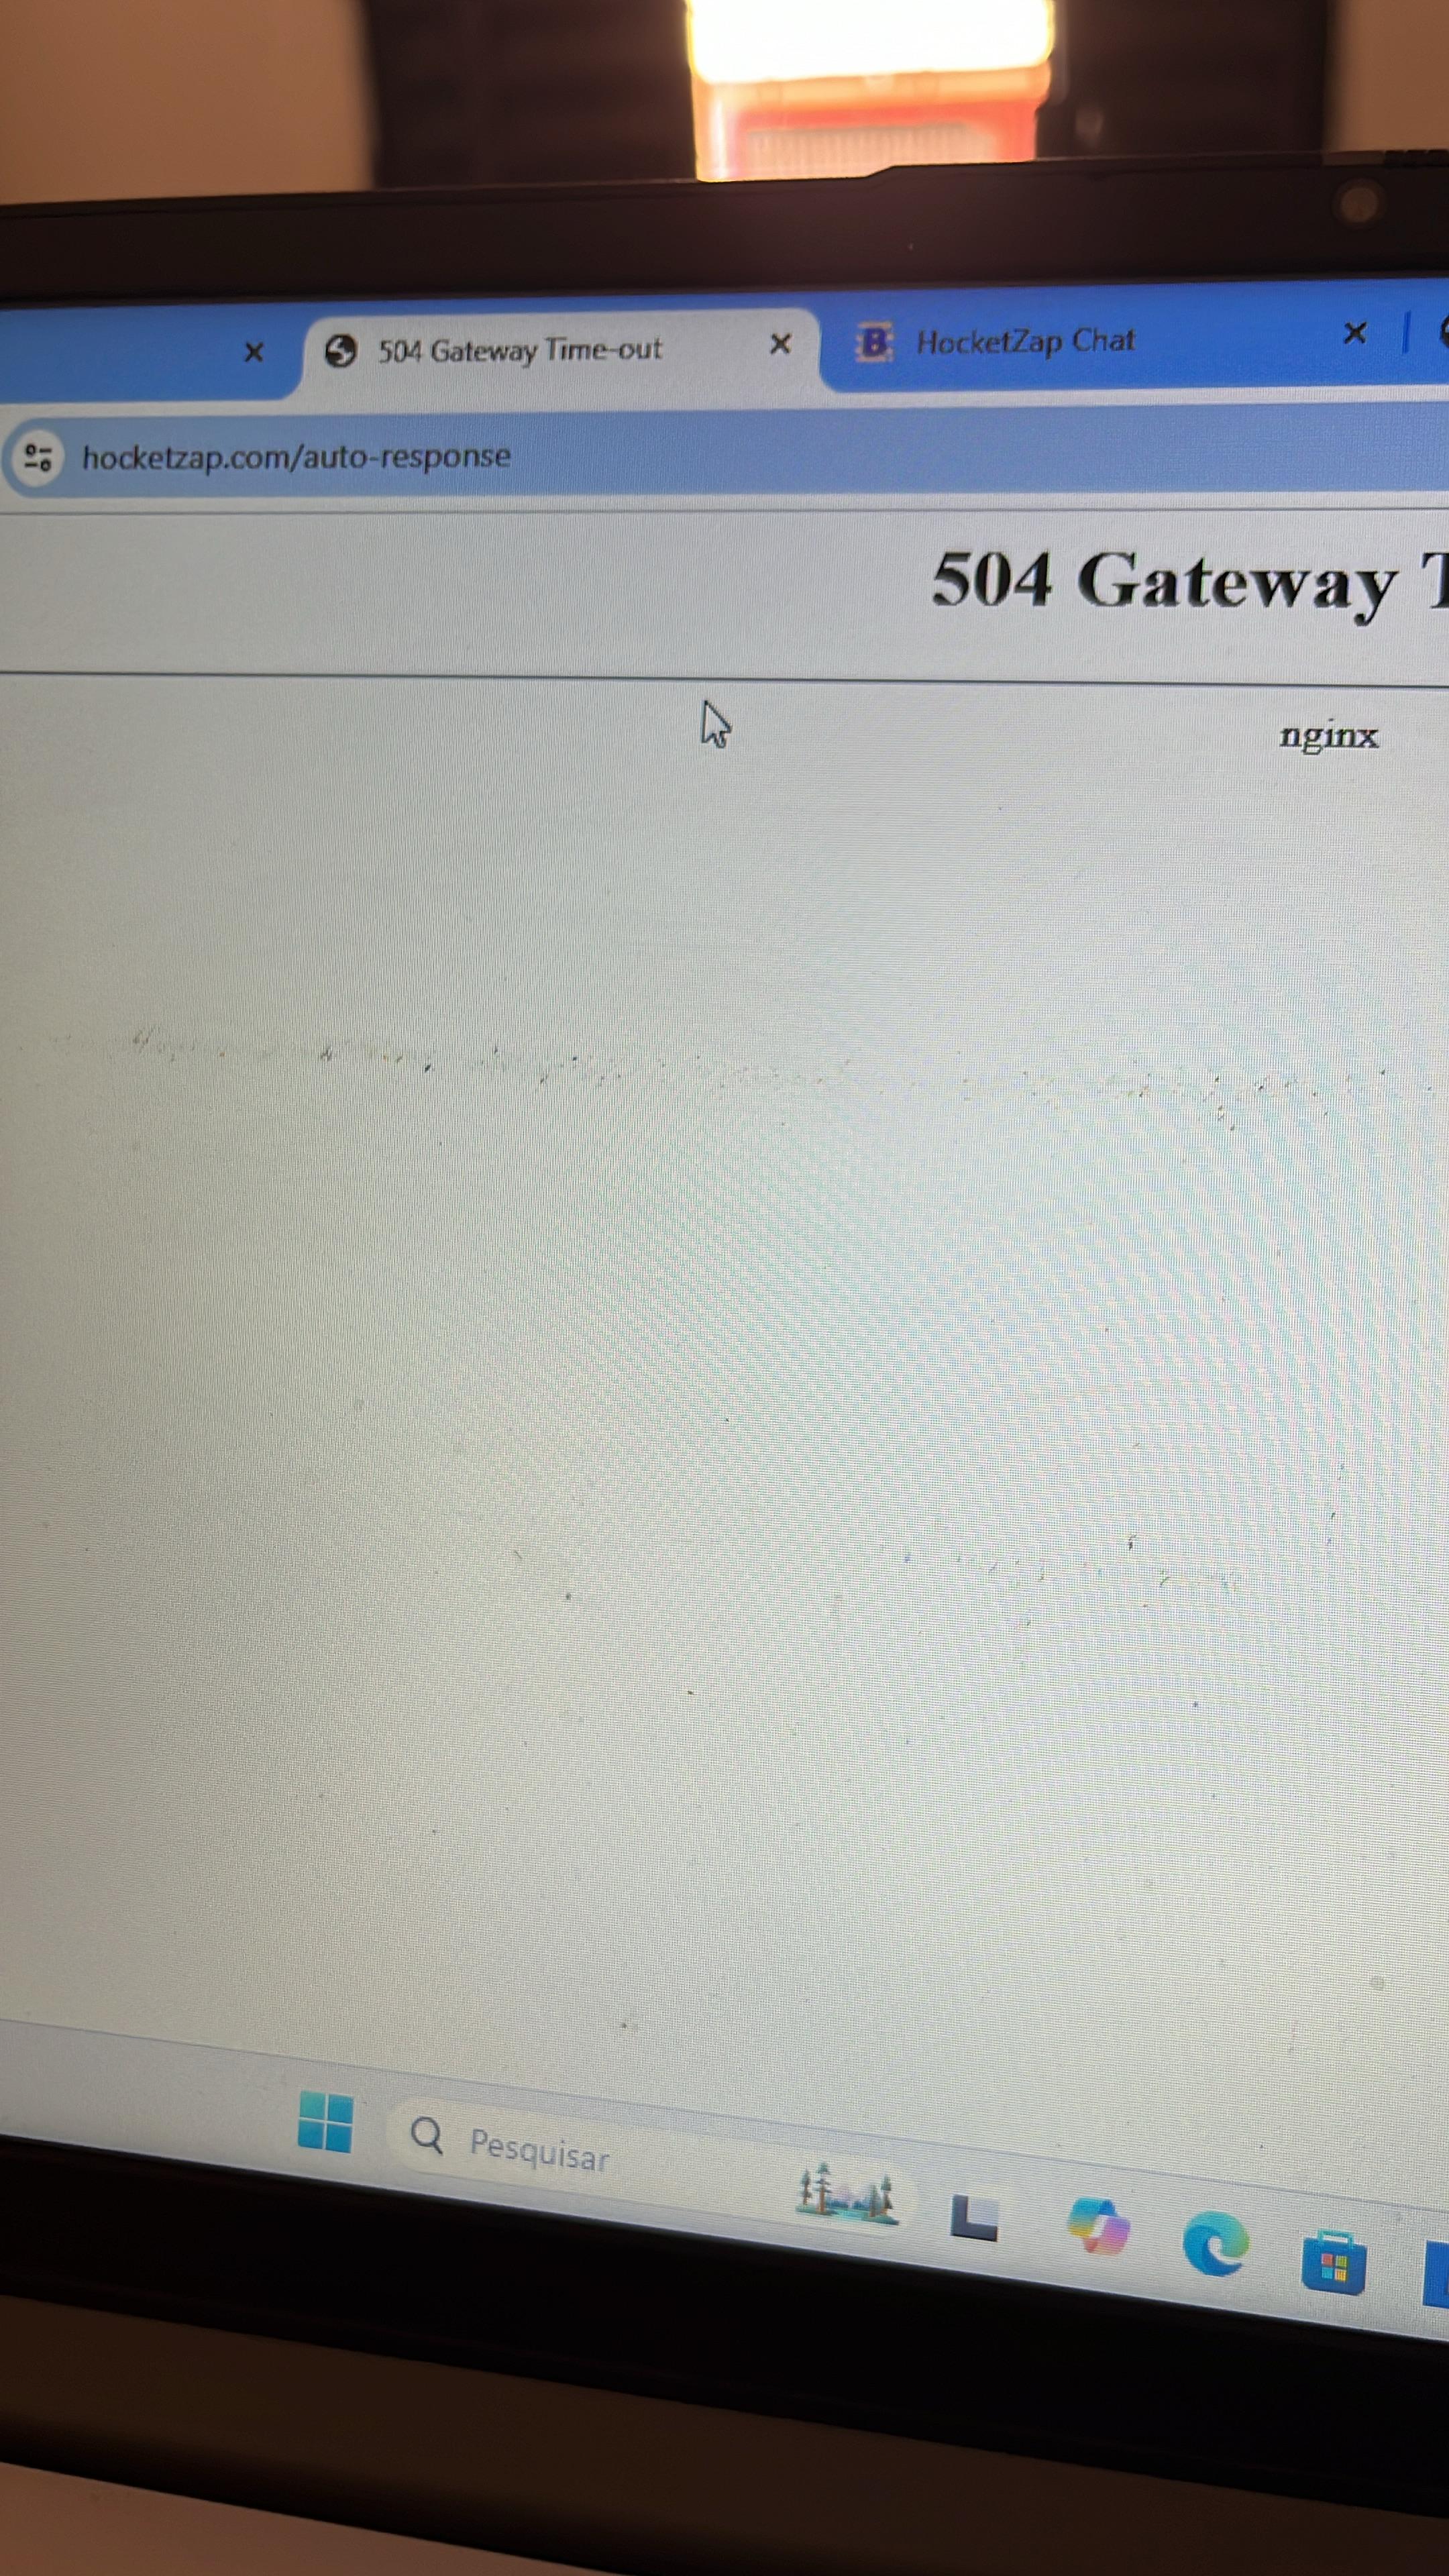 504 Gateway Time-out
HocketZap Chat
hocketzap.com/auto-response
504 Gateway
nginx
Pesquisar